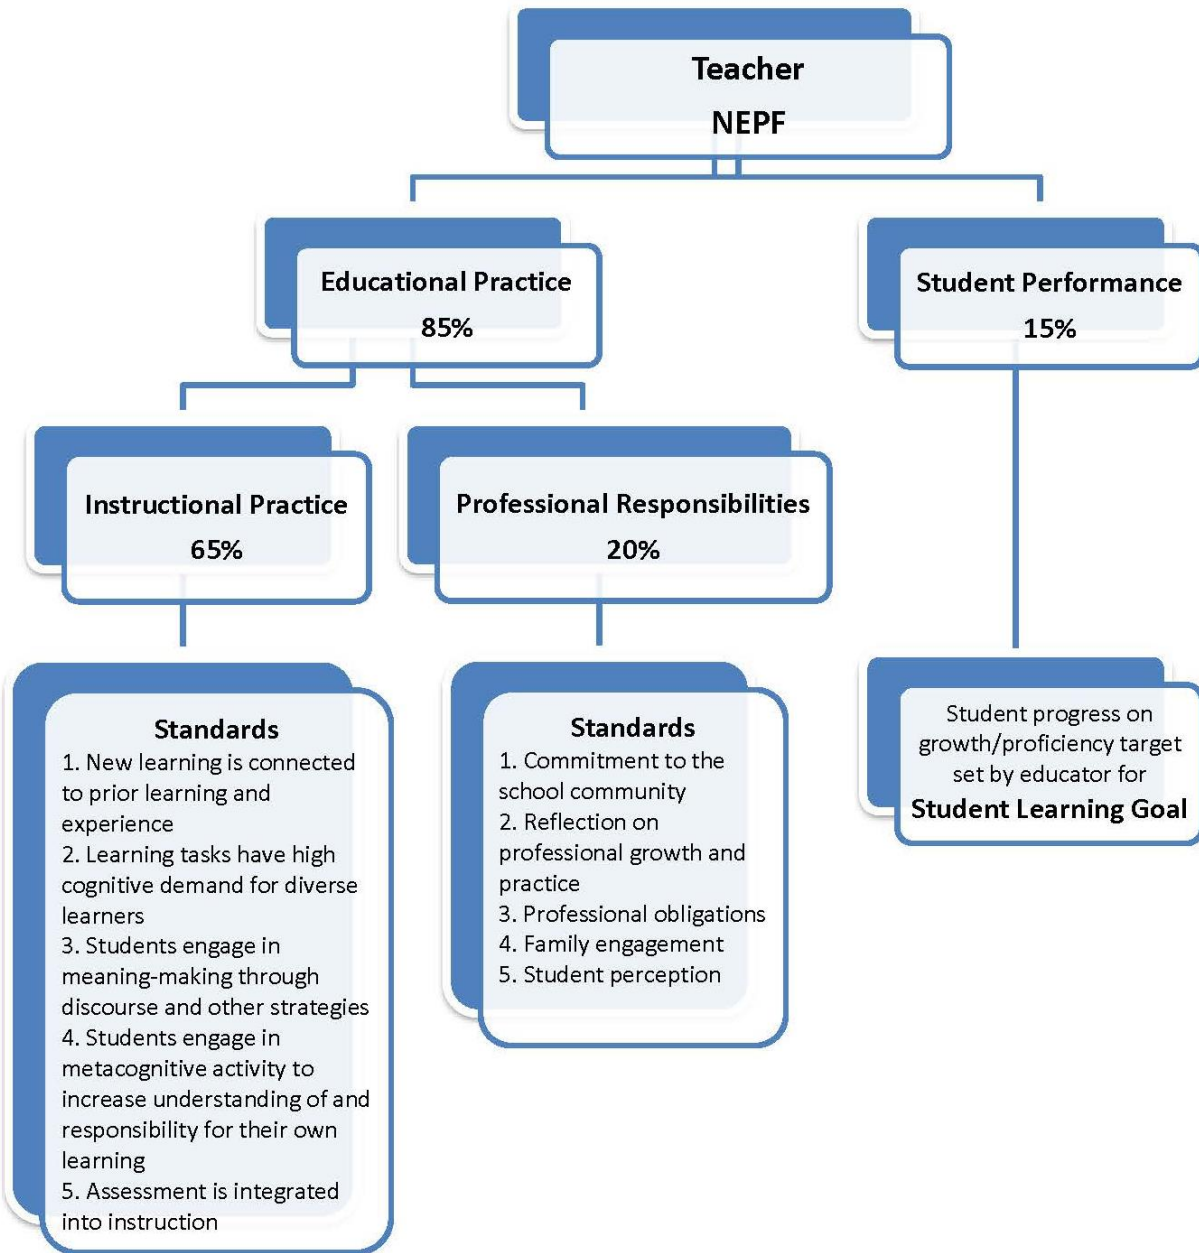 Teacher
NEPF
Educational Practice
85%
Student Performance
15%
Instructional Practice
65%
Professional Responsibilities
20%
Standards
1. New learning is connected
to prior learning and
experience
2. Learning tasks have high
cognitive demand for diverse
learners
3. Students engage in
meaning-making through
discourse and other strategies
4. Students engage in
metacognitive activity to
increase understanding of and
responsibility for their own
learning
5. Assessment is integrated
into instruction
Standards
1. Commitment to the
school community
2. Reflection on
professional growth and
practice
3. Professional obligations
4. Family engagement
5. Student perception
Student progress on
growth/proficiency target
set by educator for
Student Learning Goal